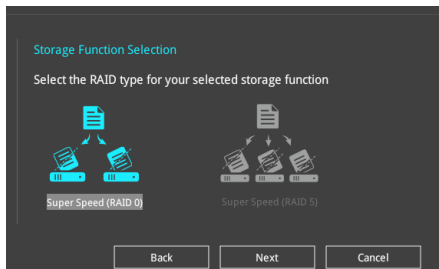 Storage Function Selection
Select the RAID type for your selected storage function
Super Speed (RAID 0)
Super Speed (RAID 5)
Back
Next
Cancel